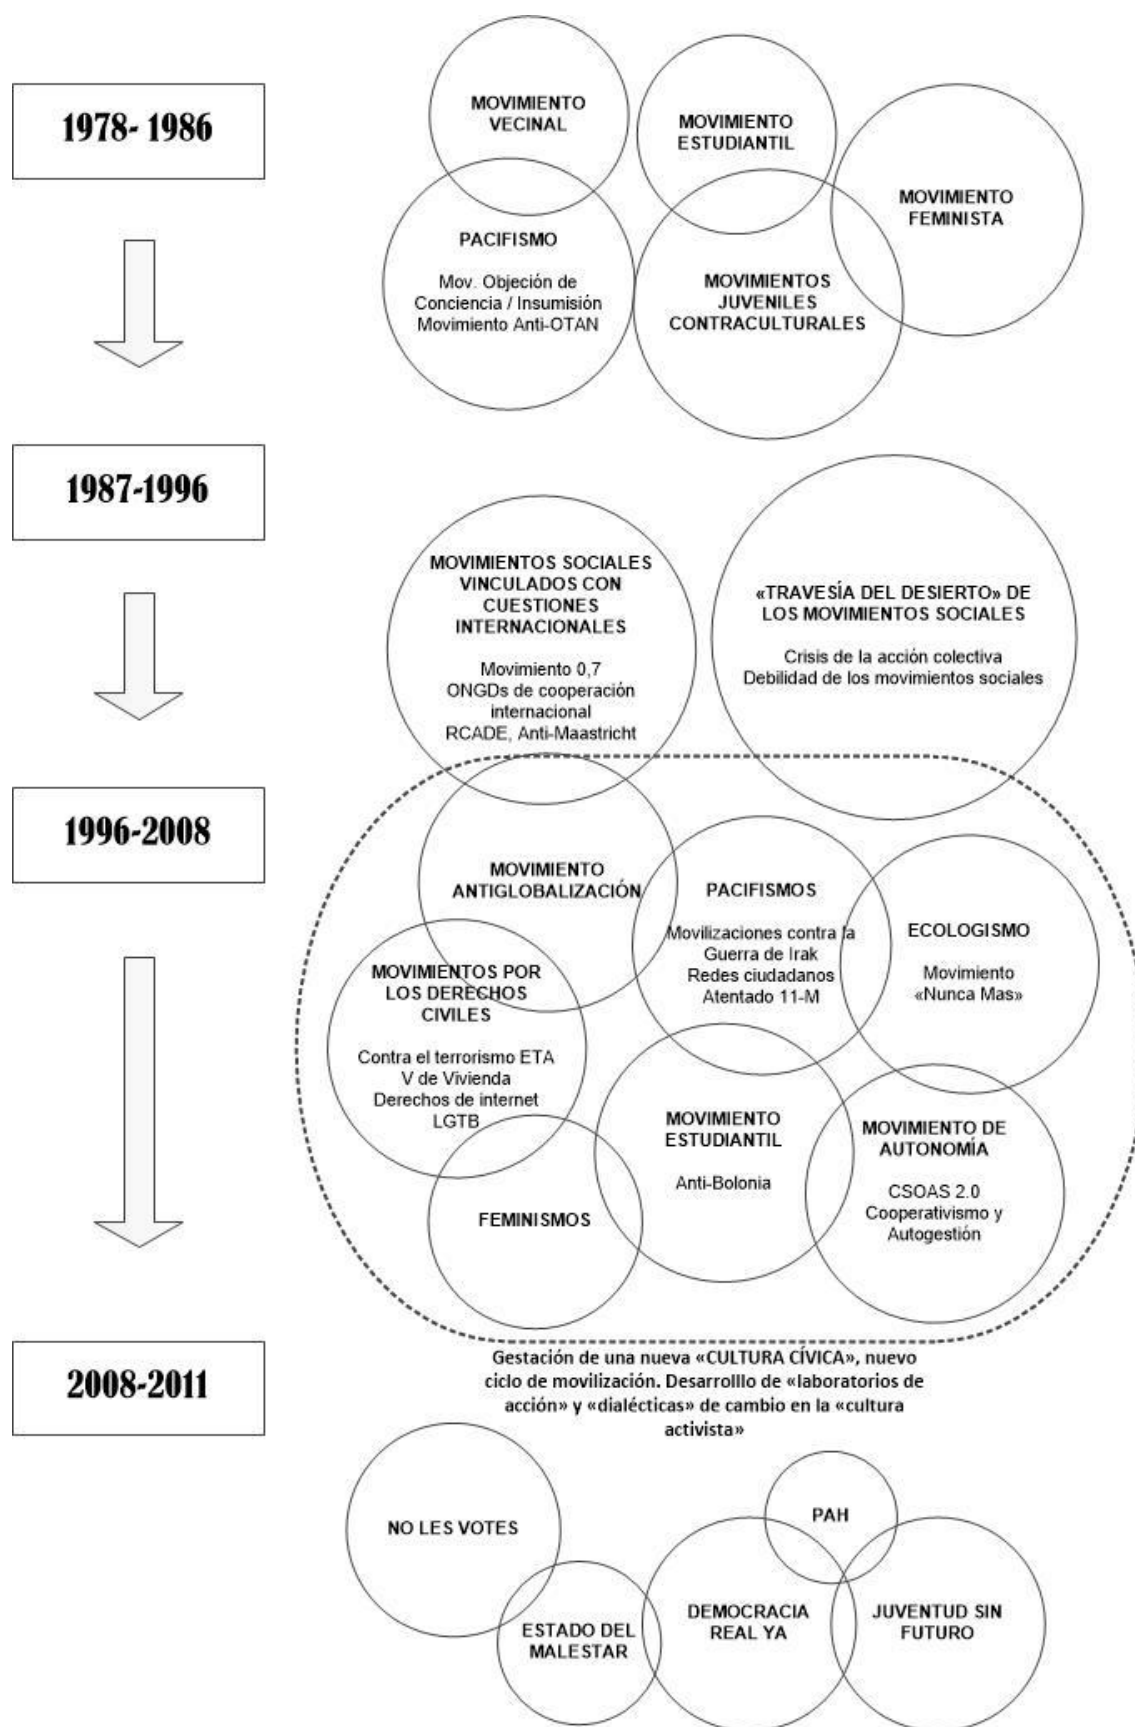 1978- 1986
MOVIMIENTO
VECINAL
MOVIMIENTO
ESTUDIANTIL
MOVIMIENTO
FEMINISTA
PACIFISMO
Mov. Objeción de
Conciencia / Insumisión
Movimiento Anti-OTAN
MOVIMIENTOS
JUVENILES
CONTRACULTURALES
1987-1996
MOVIMIENTOS SOCIALES
VINCULADOS CON
CUESTIONES
INTERNACIONALES
Movimiento 0,7
ONGDs de cooperación
internacional
RCADE, Anti-Maastricht
«TRAVESÍA DEL DESIERTO» DE
LOS MOVIMIENTOS SOCIALES
Crisis de la acción colectiva
Debilidad de los movimientos sociales
1996-2008
MOVIMIENTO
ANTIGLOBALIZACIÓN
PACIFISMOS
Movilizaciones contra la
Guerra de Irak
Redes ciudadanos
Atentado 11-M
ECOLOGISMO
Movimiento
«Nunca Mas»
MOVIMIENTOS POR
LOS DERECHOS
CIVILES
Contra el terrorismo ETA
V de Vivienda
Derechos de internet
LGTB
MOVIMIENTO
ESTUDIANTIL
Anti-Bolonia
MOVIMIENTO DE
AUTONOMÍA
CSOAS 2.0
Cooperativismo y
Autogestión
FEMINISMOS
2008-2011
Gestación de una nueva «CULTURA CÍVICA», nuevo
ciclo de movilización. Desarrolllo de «laboratorios de
acción» y «dialécticas» de cambio en la «cultura
activista»
NO LES VOTES
PAH
ESTADO DEL
MALESTAR
DEMOCRACIA
REAL YA
JUVENTUD SIN
FUTURO